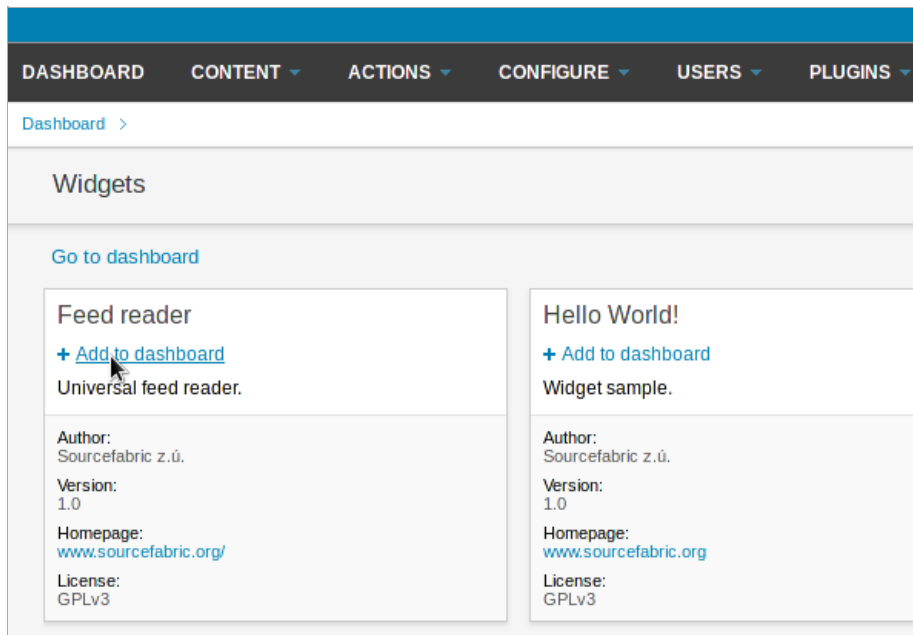 DASHBOARD CONTENT ACTIONS CONFIGURE USERS PLUGINS
Dashboard >
Widgets
Go to dashboard
Feed reader
+ Add to dashboard
Universal feed reader.
Author:
Sourcefabric z.ú.
Version:
1.0
Homepage:
www.sourcefabric.org/
License:
GPLv3
Hello World!
+ Add to dashboard
Widget sample.
Author:
Sourcefabric z.ú.
Version:
1.0
Homepage:
www.sourcefabric.org
License:
GPLv3